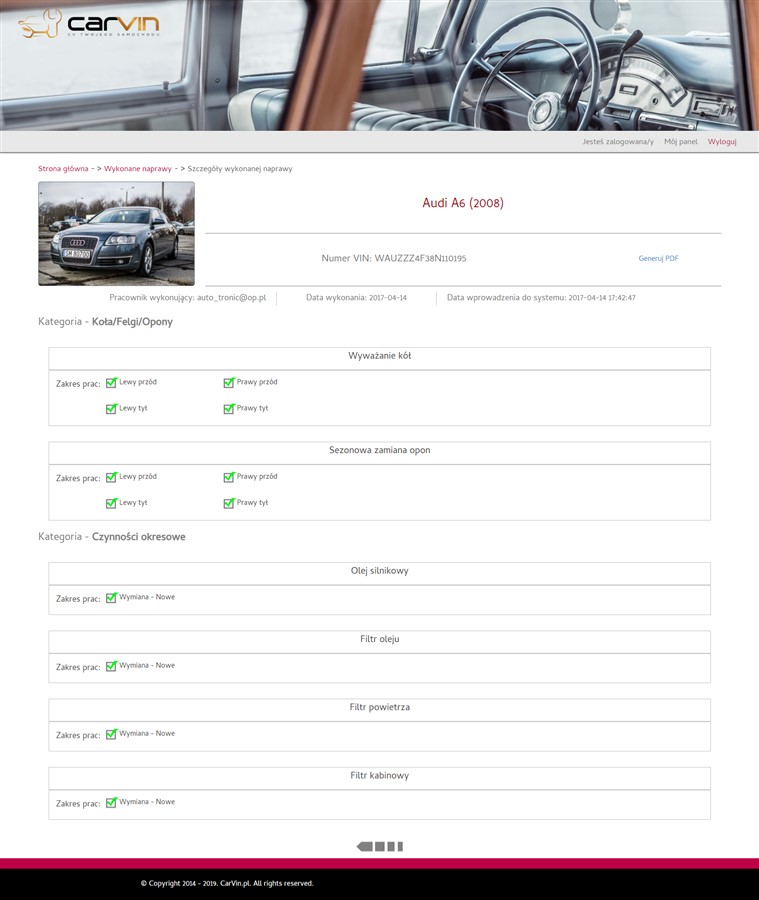 carvin
CV TWOJEGO SAMOCHODU
Jesteś zalogowana/y Mój panel Wyloguj
Strona główna - > Wykonane naprawy - > Szczegóły wykonanej naprawy
Audi A6 (2008)
Numer VIN: WAUZZZ4F38N110195 Generuj PDF
Pracownik wykonujący: auto_tronic@op.pl Data wykonania: 2017-04-14 Data wprowadzenia do systemu: 2017-04-14 17:42:47
Kategoria - Koła/Felgi/Opony
Wyważanie kół
Zakres prac: Lewy przód Prawy przód
Lewy tył Prawy tył
Sezonowa zamiana opon
Zakres prac: Lewy przód Prawy przód
Lewy tył Prawy tył
Kategoria - Czynności okresowe
Olej silnikowy
Zakres prac: Wymiana - Nowe
Filtr oleju
Zakres prac: Wymiana - Nowe
Filtr powietrza
Zakres prac: Wymiana - Nowe
Filtr kabinowy
Zakres prac: Wymiana - Nowe
© Copyright 2014 - 2019. CarVin.pl. All rights reserved.